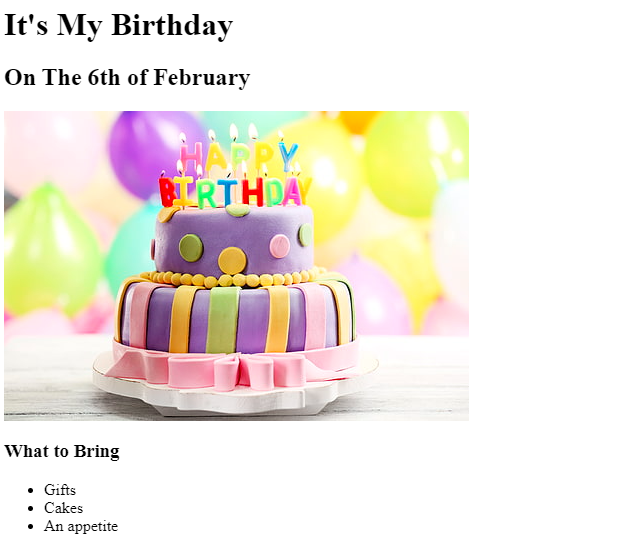 It's My Birthday
On The 6th of February
HAPPY
BIRTHDAY
What to Bring
Gifts
Cakes
An appetite